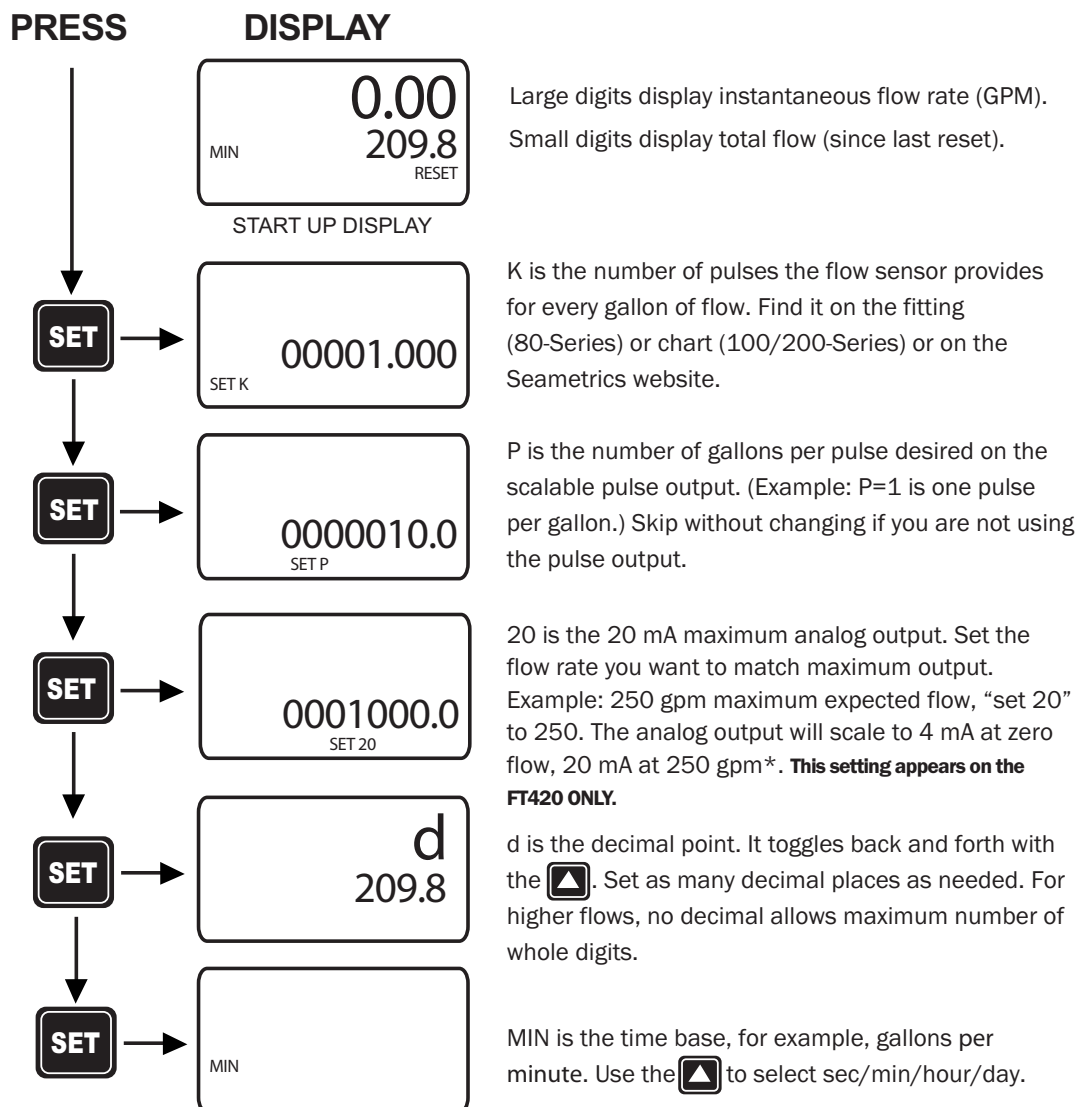 PRESS DISPLAY
0.00
MIN 209.8
RESET
START UP DISPLAY
Large digits display instantaneous flow rate (GPM).
Small digits display total flow (since last reset).
SET
00001.000
SET K
K is the number of pulses the flow sensor provides
for every gallon of flow. Find it on the fitting
(80-Series) or chart (100/200-Series) or on the
Seametrics website.
SET
0000010.0
SET P
P is the number of gallons per pulse desired on the
scalable pulse output. (Example: P=1 is one pulse
per gallon.) Skip without changing if you are not using
the pulse output.
SET
0001000.0
SET 20
20 is the 20 mA maximum analog output. Set the
flow rate you want to match maximum output.
Example: 250 gpm maximum expected flow, “set 20”
to 250. The analog output will scale to 4 mA at zero
flow, 20 mA at 250 gpm*. This setting appears on the
FT420 ONLY.
SET
d
209.8
d is the decimal point. It toggles back and forth with
the . Set as many decimal places as needed. For
higher flows, no decimal allows maximum number of
whole digits.
SET
MIN
MIN is the time base, for example, gallons per
minute. Use the to select sec/min/hour/day.